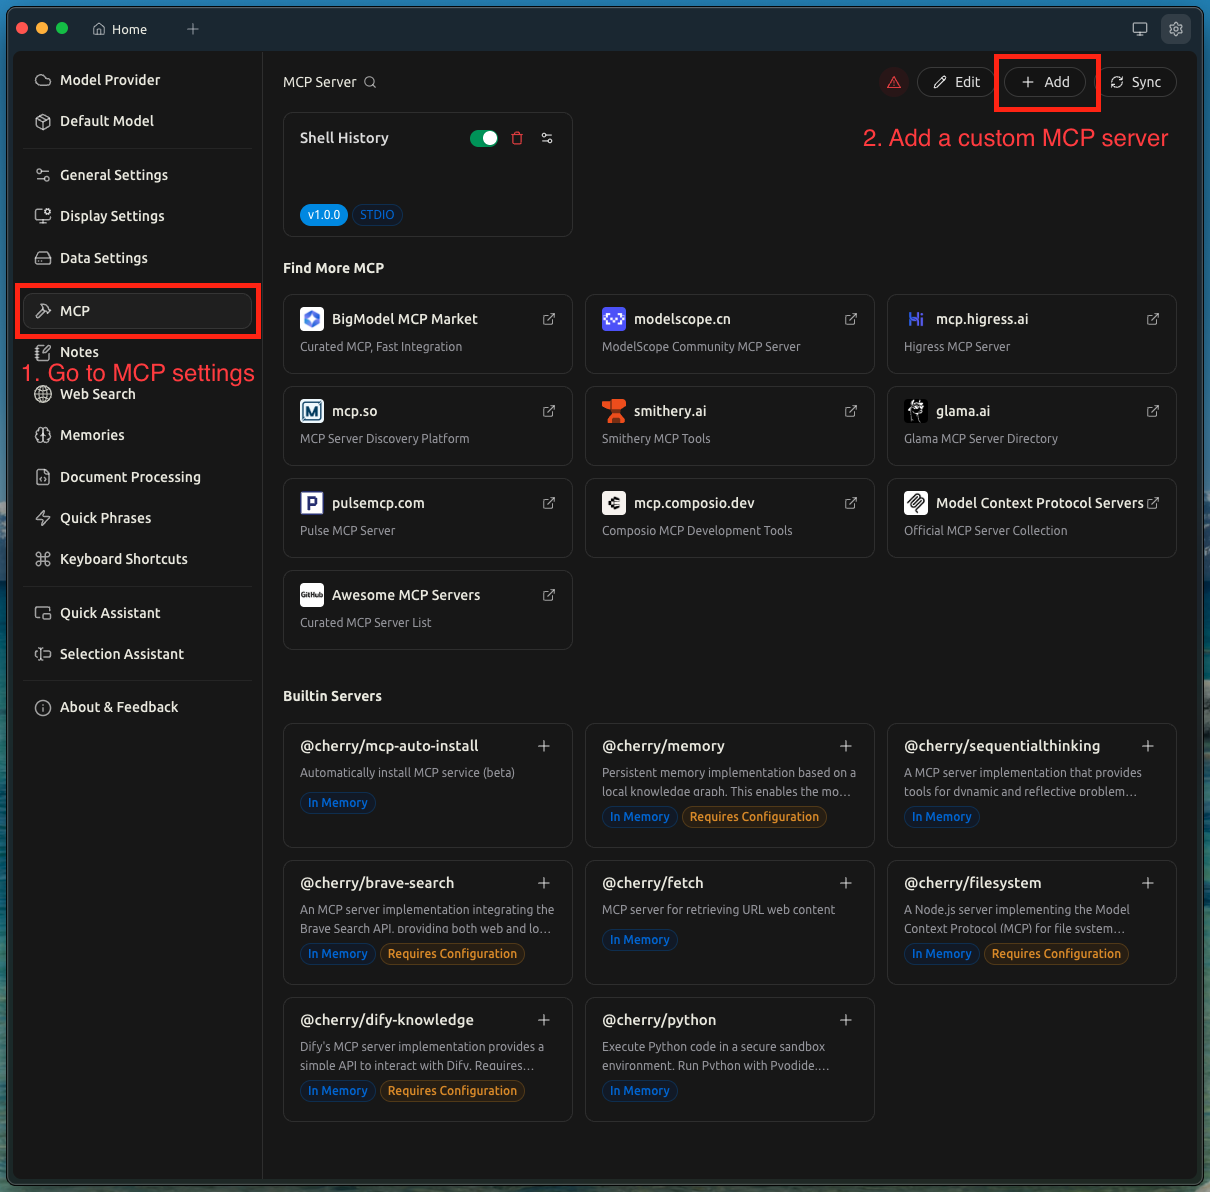 Home
Model Provider
Default Model
General Settings
Display Settings
Data Settings
MCP
Notes
1. Go to MCP settings
Web Search
Memories
Document Processing
Quick Phrases
Keyboard Shortcuts
Quick Assistant
Selection Assistant
About & Feedback
MCP Server
Edit
Add
Sync
2. Add a custom MCP server
Shell History
v1.0.0
STDIO
Find More MCP
BigModel MCP Market
Curated MCP, Fast Integration
modelscope.cn
ModelScope Community MCP Server
Hi
mcp.higress.ai
Higress MCP Server
M
mcp.so
MCP Server Discovery Platform
smithery.ai
Smithery MCP Tools
glama.ai
Glama MCP Server Directory
P
pulsemcp.com
Pulse MCP Server
mcp.composio.dev
Composio MCP Development Tools
Model Context Protocol Servers
Official MCP Server Collection
GitHub
Awesome MCP Servers
Curated MCP Server List
Builtin Servers
@cherry/mcp-auto-install
Automatically install MCP service (beta)
In Memory
@cherry/memory
Persistent memory implementation based on a
local knowledge graph. This enables the mo...
In Memory
Requires Configuration
@cherry/sequentialthinking
A MCP server implementation that provides
tools for dynamic and reflective problem...
In Memory
@cherry/brave-search
An MCP server implementation integrating the
Brave Search API, providing both web and lo...
In Memory
Requires Configuration
@cherry/fetch
MCP server for retrieving URL web content
In Memory
@cherry/filesystem
A Node.js server implementing the Model
Context Protocol (MCP) for file system...
In Memory
Requires Configuration
@cherry/dify-knowledge
Dify's MCP server implementation provides a
simple API to interact with Dify. Requires...
In Memory
Requires Configuration
@cherry/python
Execute Python code in a secure sandbox
environment. Run Python with Pyodide,...
In Memory